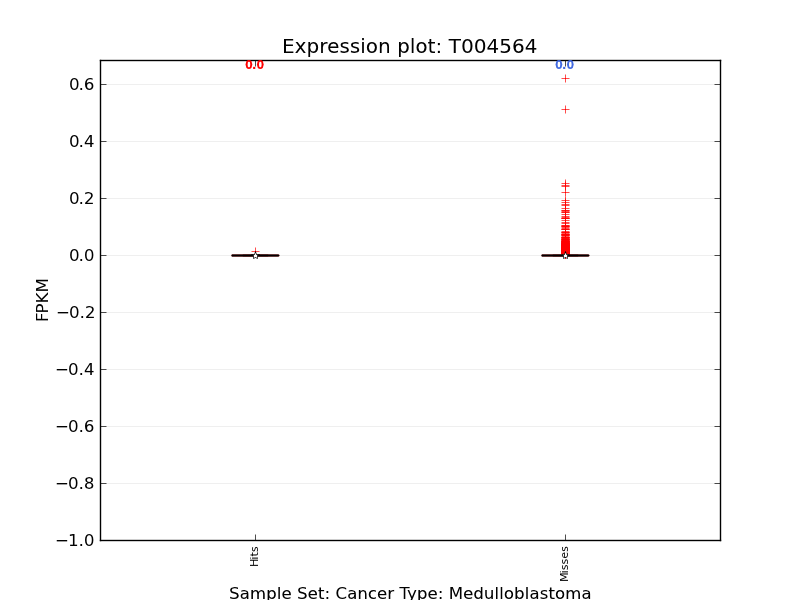 Expression plot: T004564
0.0
0.0
0.6
0.4
0.2
0.0
−0.2
−0.4
−0.6
−0.8
−1.0
FPKM
Hits
Misses
Sample Set: Cancer Type: Medulloblastoma